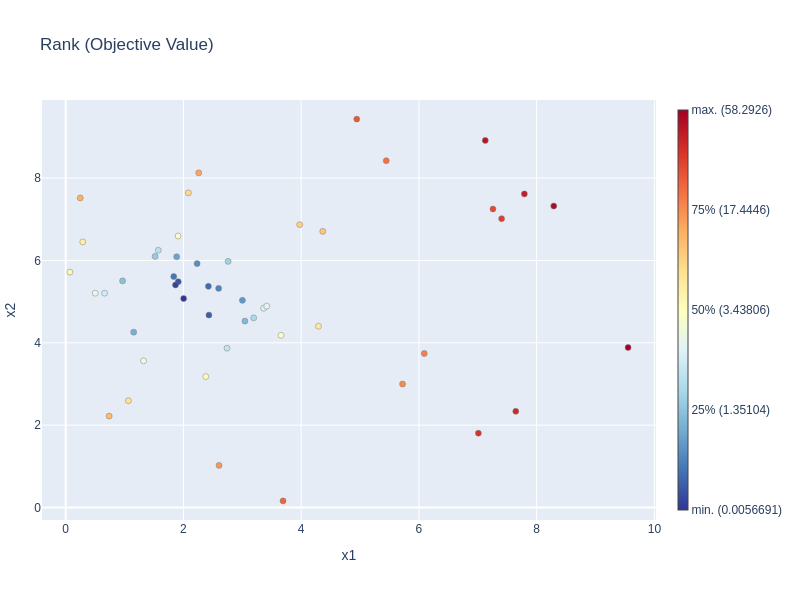 Rank (Objective Value)
max. (58.2926)
75% (17.4446)
50% (3.43806)
25% (1.35104)
min. (0.0056691)
8
6
4
2
0
x2
0
2
4
6
8
10
x1